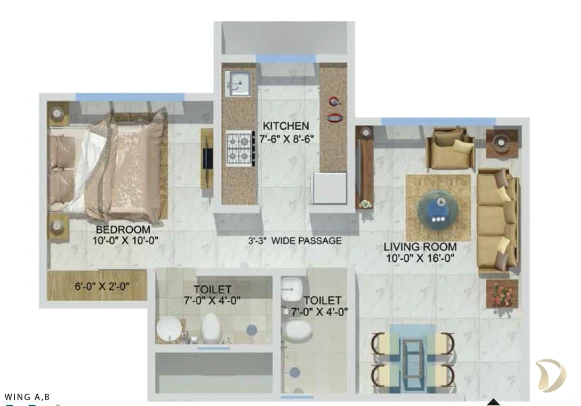 KITCHEN
7'-6" X 8'-6"
BEDROOM
10'-0" X 10'-0"
3'-3" WIDE PASSAGE
LIVING ROOM
10'-0" X 16'-0"
6'-0" X 2'-0"
TOILET
7'-0" X 4'-0"
TOILET
7'-0" X 4'-0"
WING A,B